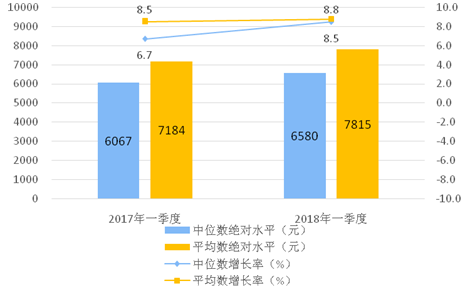 8.5 8.8
10000 10.0
9000 8.0
8000 6.0
7000 4.0
6000 2.0
5000 0.0
4000 -2.0
3000 -4.0
2000 -6.0
1000 -8.0
0 -10.0
6.7 8.5
6067 7184 6580 7815
2017年一季度 2018年一季度
中位数绝对水平（元）
平均数绝对水平（元）
中位数增长率（%）
平均数增长率（%）